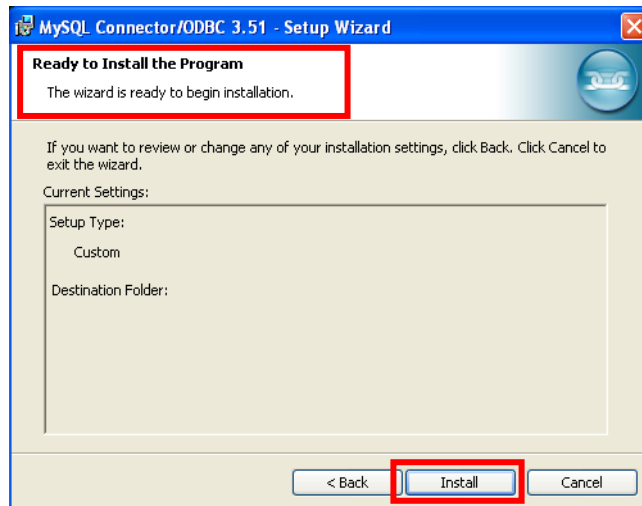 MySQL Connector/ODBC 3.51 - Setup Wizard
Ready to Install the Program
The wizard is ready to begin installation.
If you want to review or change any of your installation settings, click Back. Click Cancel to
exit the wizard.
Current Settings:
Setup Type:
Custom
Destination Folder:
< Back
Install
Cancel